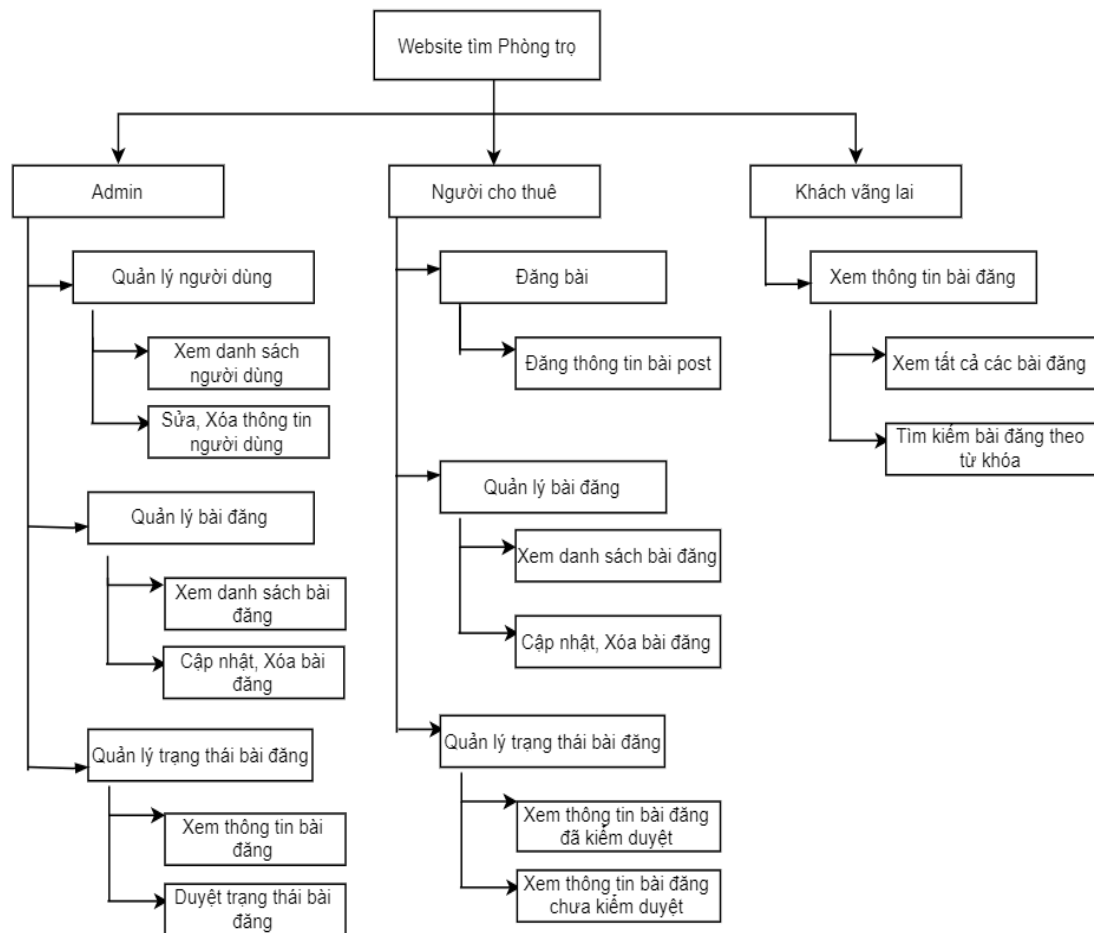 Website tìm Phòng trọ
Admin
Quản lý người dùng
Xem danh sách
người dùng
Sửa, Xóa thông tin
người dùng
Quản lý bài đăng
Xem danh sách bài
đăng
Cập nhật, Xóa bài
đăng
Quản lý trạng thái bài đăng
Xem thông tin bài
đăng
Duyệt trạng thái bài
đăng
Người cho thuê
Đăng bài
Đăng thông tin bài post
Quản lý bài đăng
Xem danh sách bài đăng
Cập nhật, Xóa bài đăng
Quản lý trạng thái bài đăng
Xem thông tin bài đăng
đã kiểm duyệt
Xem thông tin bài đăng
chưa kiểm duyệt
Khách vãng lai
Xem thông tin bài đăng
Xem tất cả các bài đăng
Tìm kiếm bài đăng theo
từ khóa